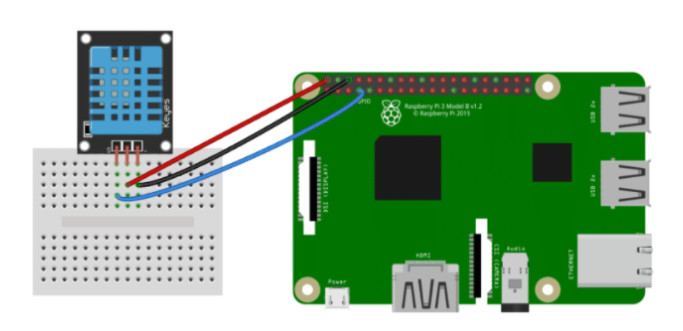 Keyes
GPIO
Raspberry Pi 3 Model B v1.2
© Raspberry Pi 2015
USB 2x
DSI (DISPLAY)
USB 2x
HDMI
CSI (CAMERA)
Audio
ETHERNET
Power